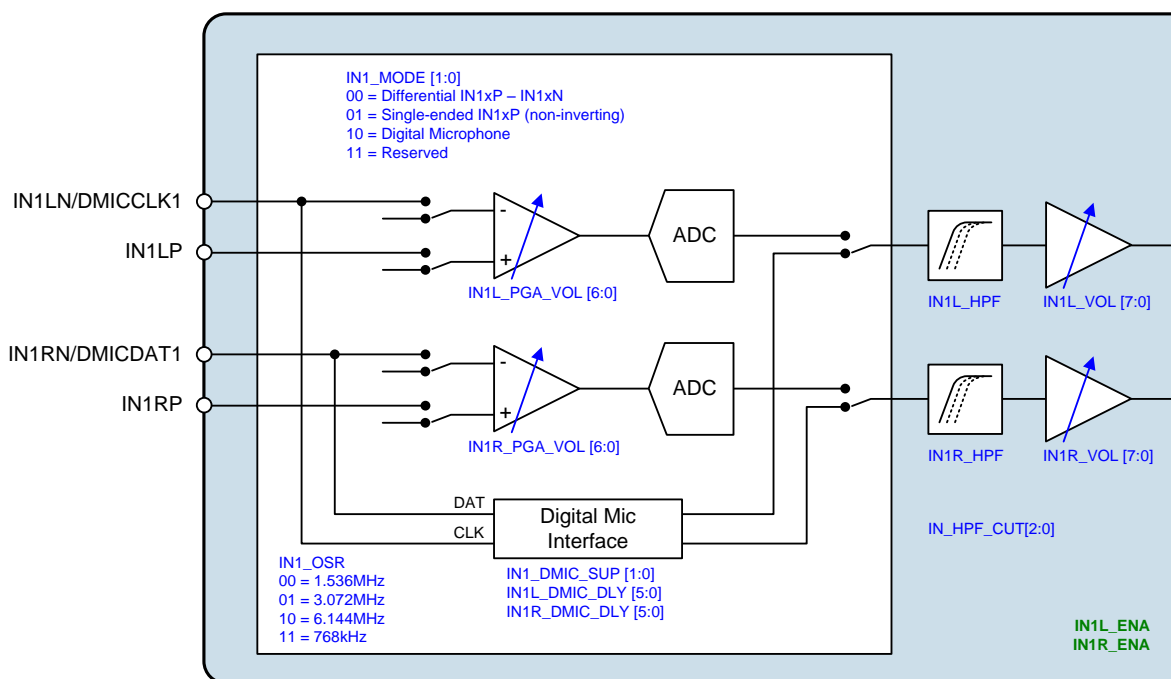 IN1_MODE [1:0]
00 = Differential IN1xP – IN1xN
01 = Single-ended IN1xP (non-inverting)
10 = Digital Microphone
11 = Reserved
IN1LN/DMICCLK1
IN1LP
-
+
ADC
IN1L_PGA_VOL [6:0]
IN1L_HPF
IN1L_VOL [7:0]
IN1RN/DMICDAT1
IN1RP
-
+
ADC
IN1R_PGA_VOL [6:0]
IN1R_HPF
IN1R_VOL [7:0]
DAT
CLK
Digital Mic
Interface
IN_HPF_CUT[2:0]
IN1_OSR
00 = 1.536MHz
01 = 3.072MHz
10 = 6.144MHz
11 = 768kHz
IN1_DMIC_SUP [1:0]
IN1L_DMIC_DLY [5:0]
IN1R_DMIC_DLY [5:0]
IN1L_ENA
IN1R_ENA